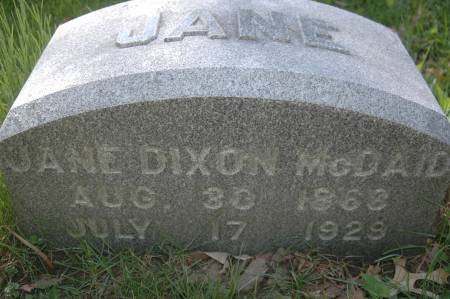 JANE
JANE DIXON McDAID
AUG. 30 1863
JULY 17 1929